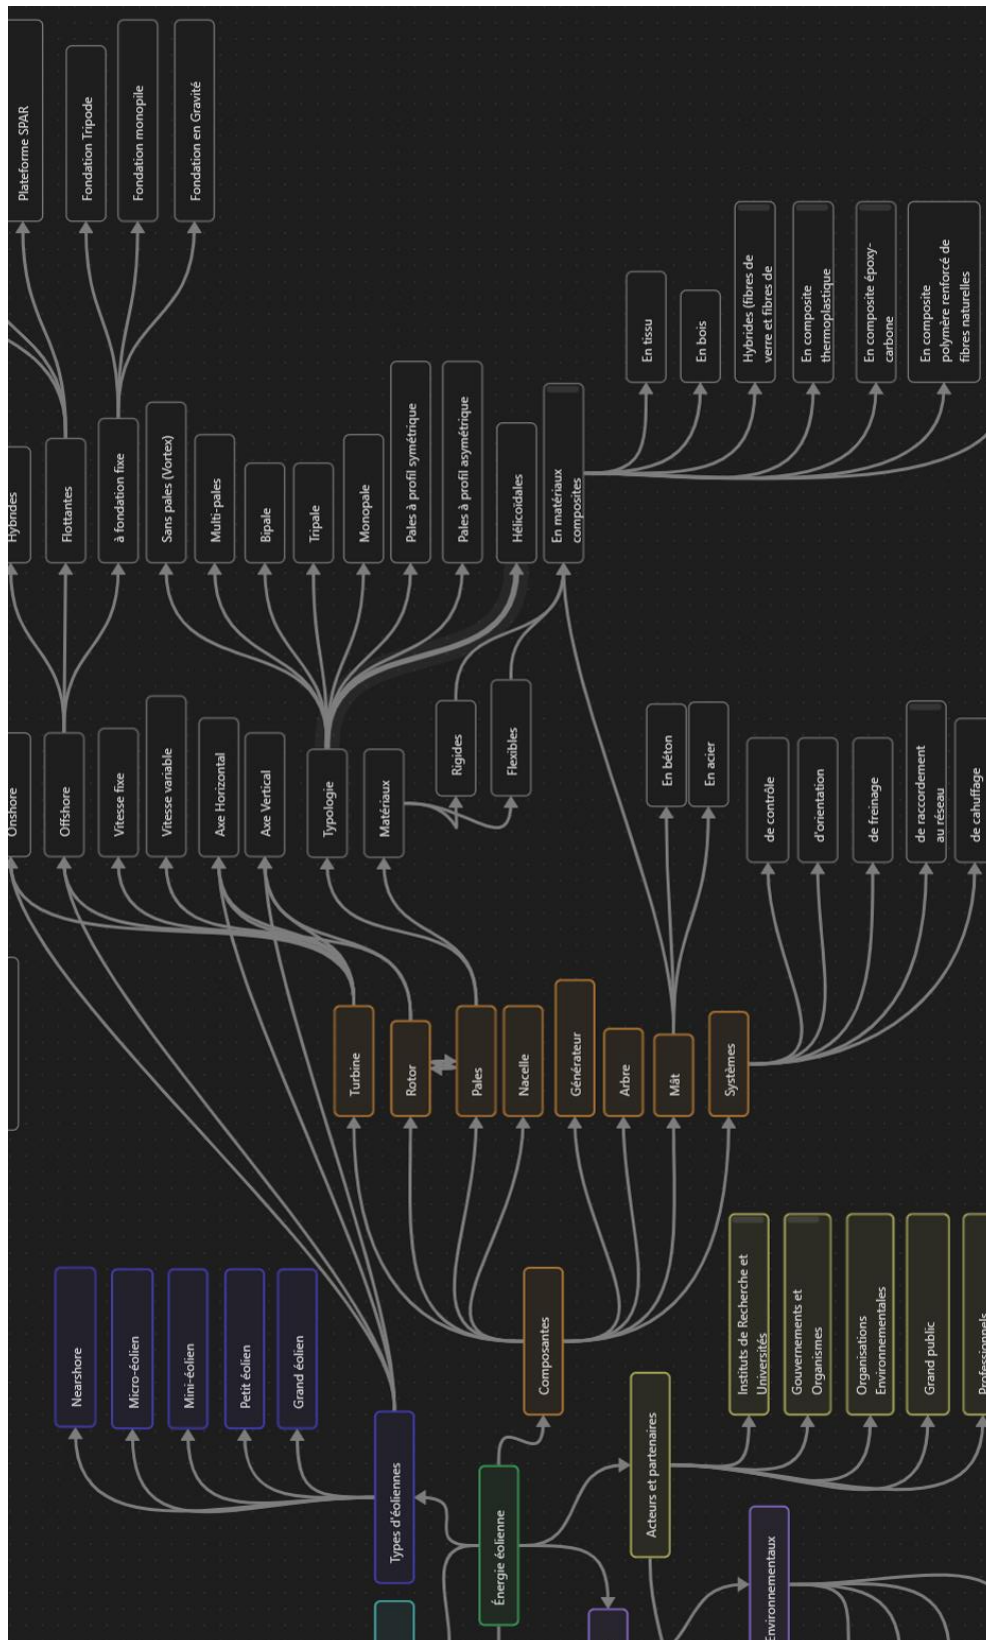 Plateforme SPAR
Fondation Tripode
Fondation monopile
Fondation en Gravité
En tissu
En bois
Hybrides (fibres de
verre et fibres de
En composite
thermoplastique
En composite époxy-
carbone
En composite
polymère renforcé de
fibres naturelles
Hybrides
Flottantes
à fondation fixe
Sans pales (Vortex)
Multi-pales
Bipale
Tripale
Monopale
Pales à profil symétrique
Pales à profil asymétrique
Hélicoïdales
En matériaux
composites
Onshore
Offshore
Vitesse fixe
Vitesse variable
Axe Horizontal
Axe Vertical
Typologie
Matériaux
Rigides
Flexibles
En béton
En acier
de contrôle
d'orientation
de freinage
de raccordement
au réseau
de cahuffage
Turbine
Rotor
Pales
Nacelle
Générateur
Arbre
Mât
Systèmes
Nearshore
Micro-éolien
Mini-éolien
Petit éolien
Grand éolien
Composantes
Instituts de Recherche et
Universités
Gouvernements et
Organismes
Organisations
Environnementales
Grand public
Professionnels
Types d'éoliennes
Énergie éolienne
Acteurs et partenaires
Environnementaux